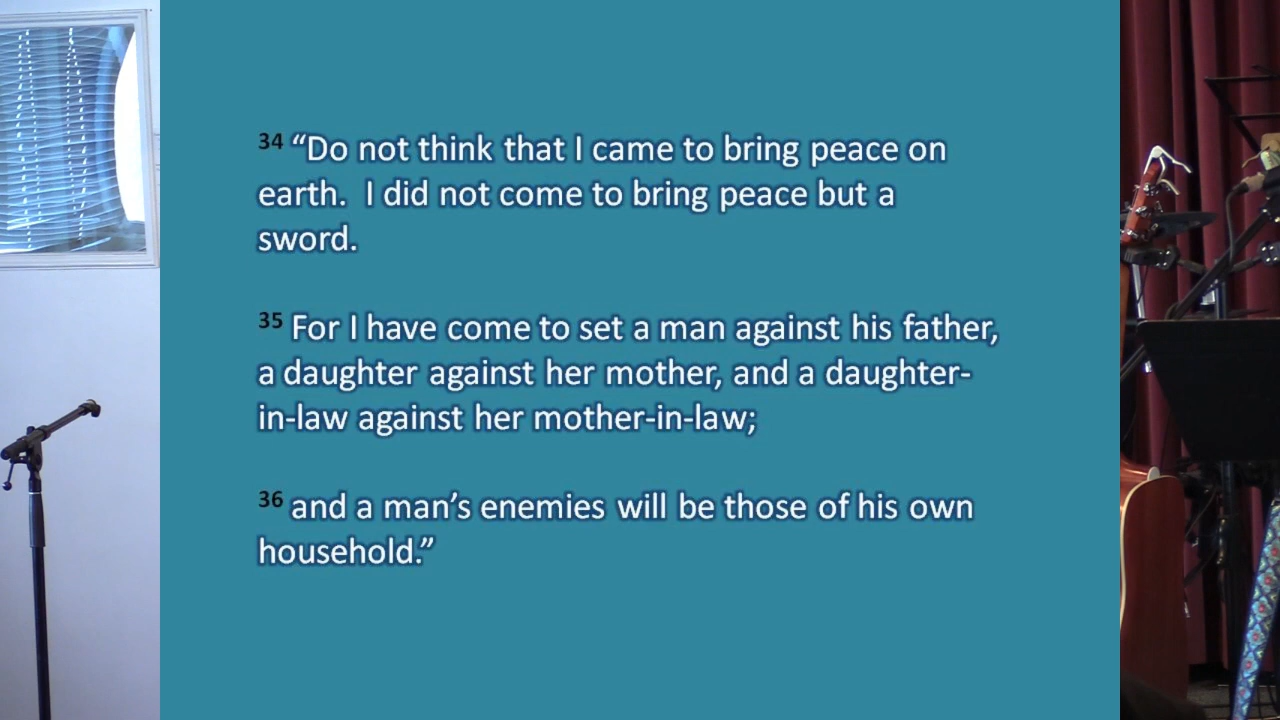 34 “Do not think that I came to bring peace on
earth.  I did not come to bring peace but a
sword.
35 For I have come to set a man against his father,
a daughter against her mother, and a daughter-
in-law against her mother-in-law;
36 and a man’s enemies will be those of his own
household.”